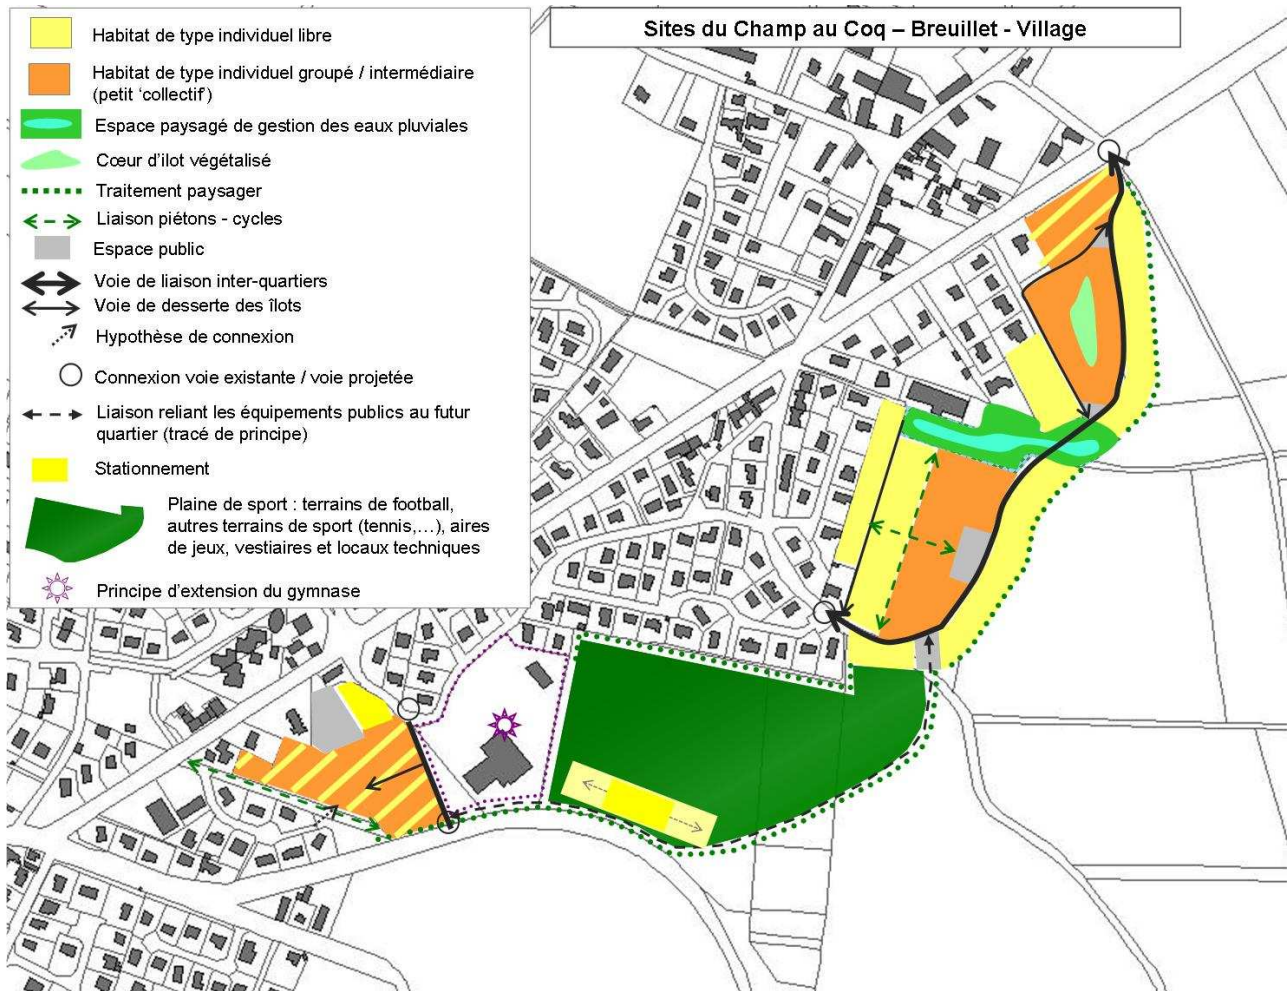 Sites du Champ au Coq – Breuillet - Village
Habitat de type individuel libre
Habitat de type individuel groupé / intermédiaire
(petit ‘collectif’)
Espace paysagé de gestion des eaux pluviales
Cœur d’ilot végétalisé
Traitement paysager
Liaison piétons - cycles
Espace public
Voie de liaison inter-quartiers
Voie de desserte des îlots
Hypothèse de connexion
Connexion voie existante / voie projetée
Liaison reliant les équipements publics au futur
quartier (tracé de principe)
Stationnement
Plaine de sport : terrains de football,
autres terrains de sport (tennis,…), aires
de jeux, vestiaires et locaux techniques
Principe d’extension du gymnase